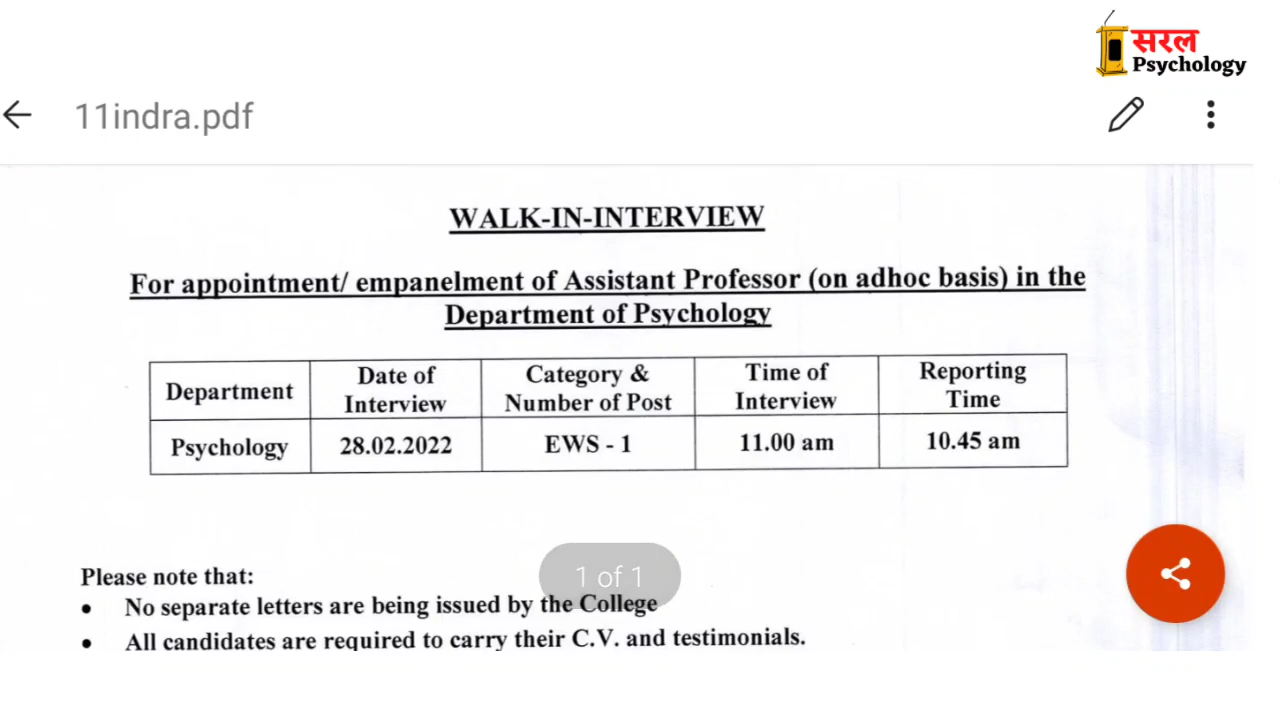 सरल
Psychology
11indra.pdf
WALK-IN-INTERVIEW
For appointment/ empanelment of Assistant Professor (on adhoc basis) in the
Department of Psychology
Department | Date of Interview | Category & Number of Post | Time of Interview | Reporting Time
Psychology | 28.02.2022 | EWS - 1 | 11.00 am | 10.45 am
Please note that:
1 of 1
• No separate letters are being issued by the College
• All candidates are required to carry their C.V. and testimonials.